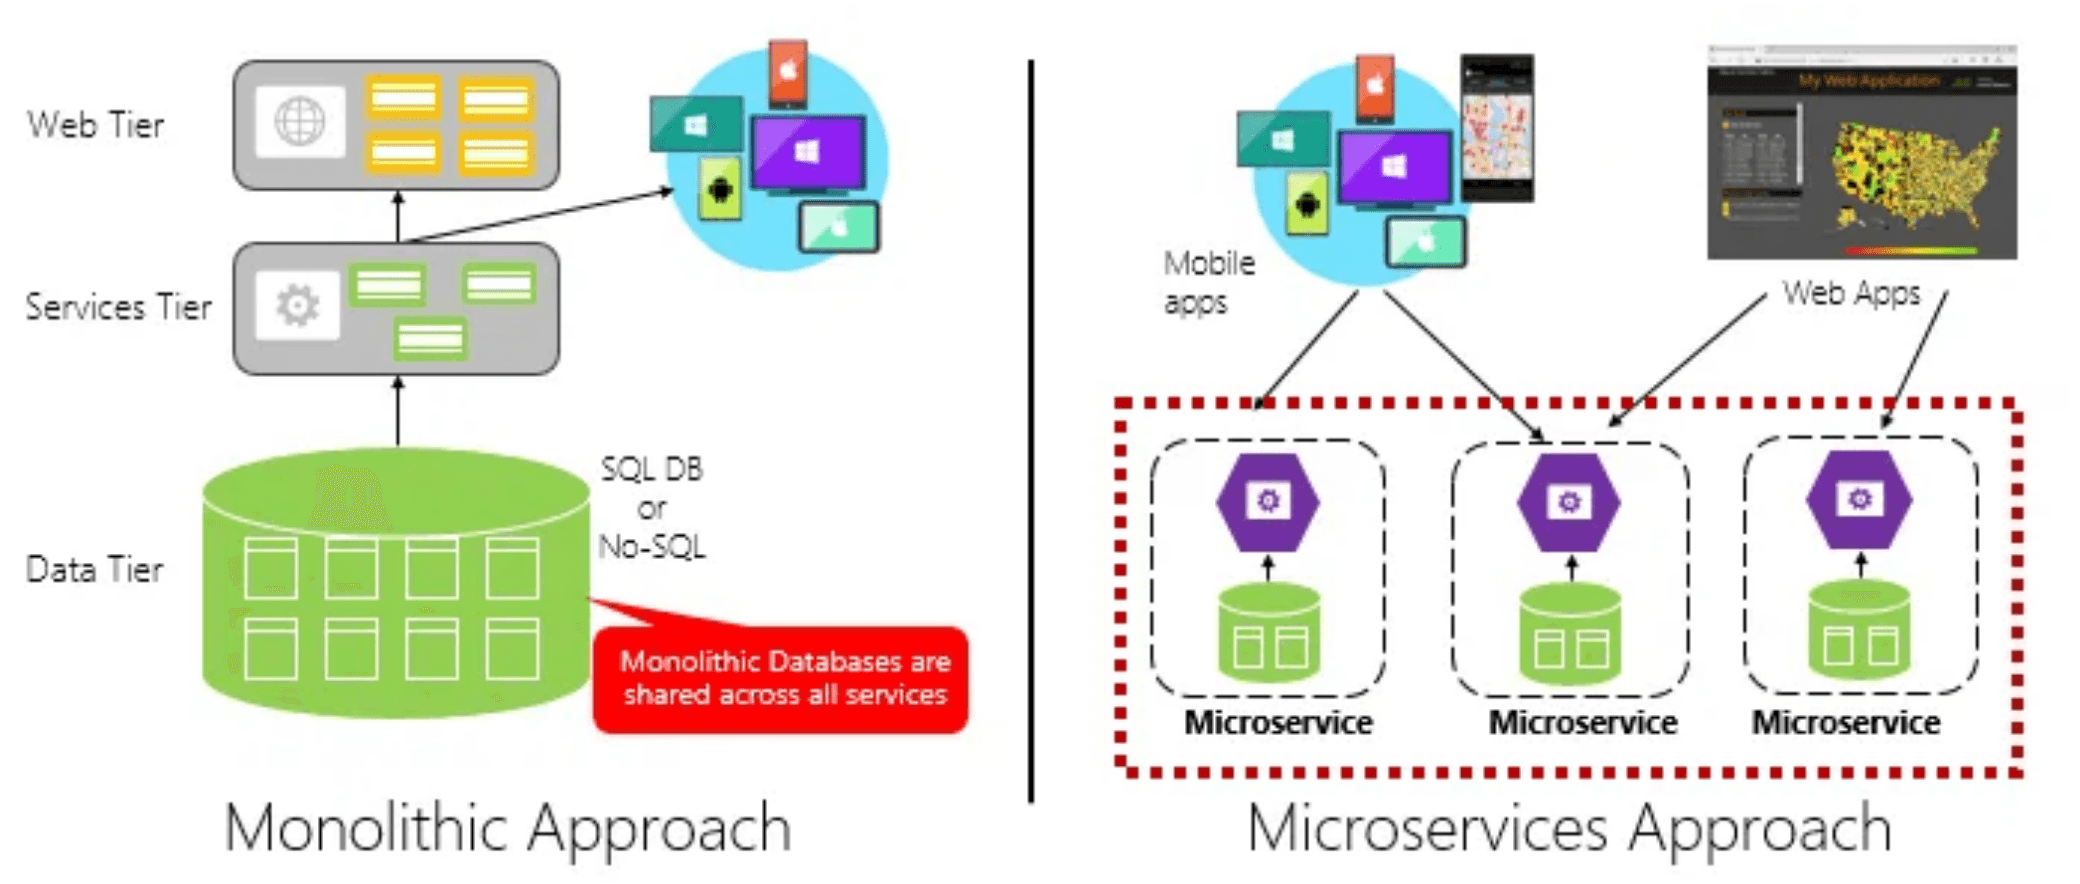 Web Tier
Services Tier
Data Tier
SQL DB
or
No-SQL
Monolithic Databases are
shared across all services
Monolithic Approach
My Web Application
Mobile
apps
Web Apps
Microservice
Microservice
Microservice
Microservices Approach